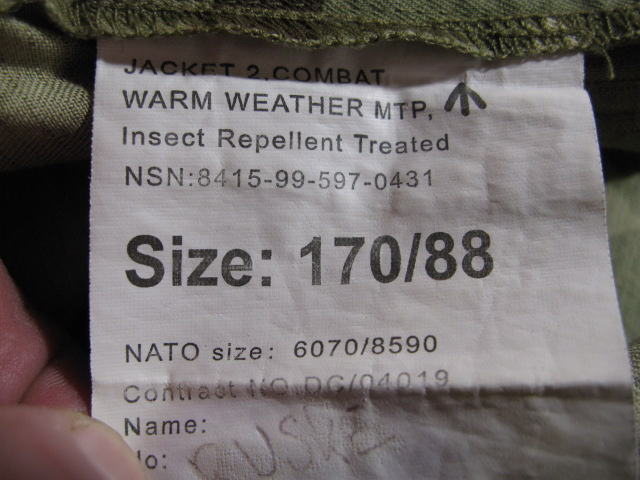 JACKET 2, COMBAT
WARM WEATHER MTP,
Insect Repellent Treated
NSN:8415-99-597-0431
Size: 170/88
NATO size: 6070/8590
Contract NO DC/04019
Name:
No: